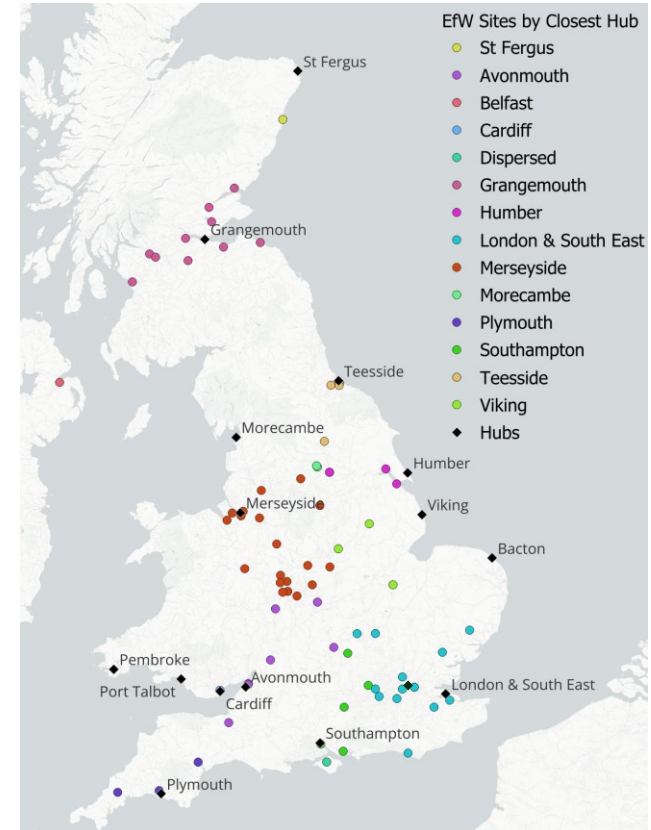 EfW Sites by Closest Hub
St Fergus
Avonmouth
Belfast
Cardiff
Dispersed
Grangemouth
Humber
London & South East
Merseyside
Morecambe
Plymouth
Southampton
Teesside
Viking
Hubs
St Fergus
Grangemouth
Teesside
Morecambe
Humber
Merseyside
Viking
Bacton
Pembroke
Port Talbot
Avonmouth
Cardiff
London & South East
Southampton
Plymouth